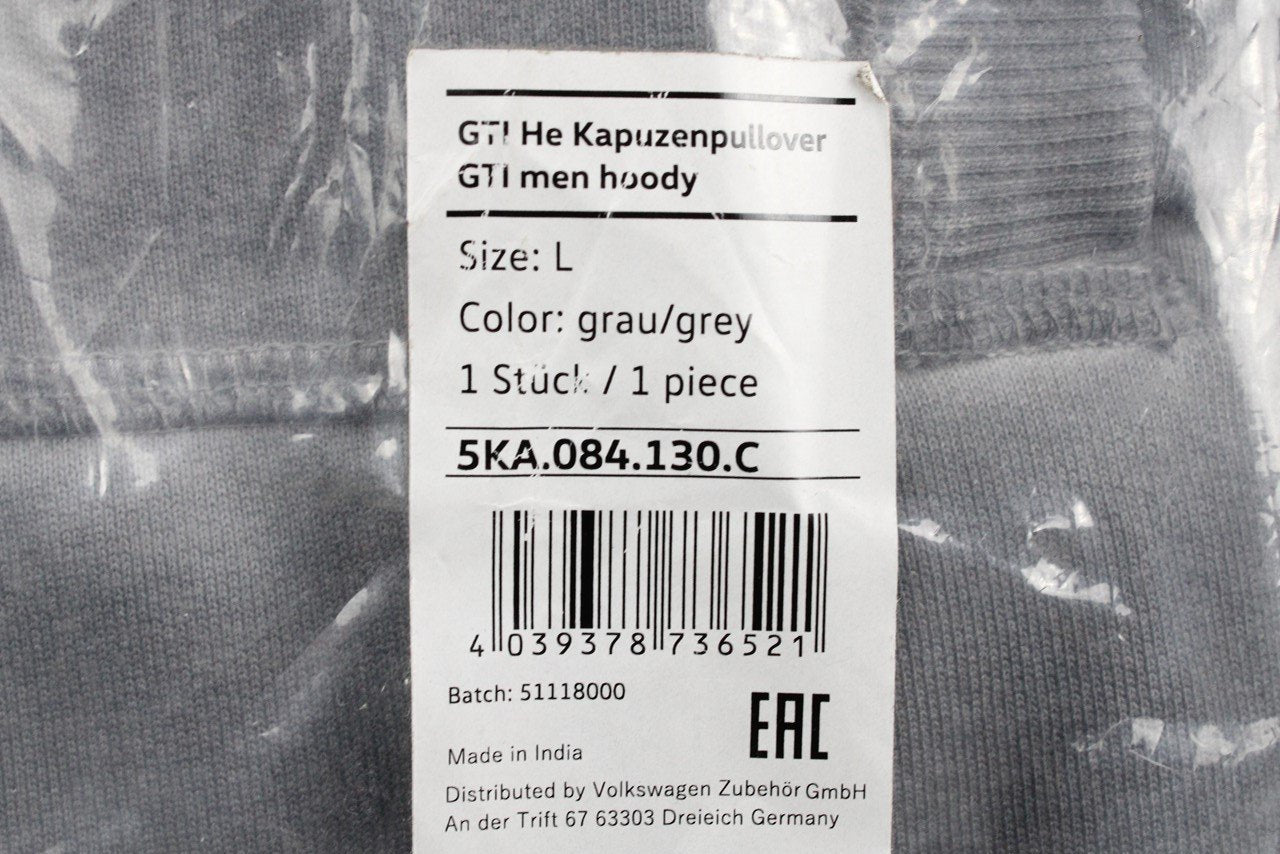 GTI He Kapuzenpullover
GTI men hoody
Size: L
Color: grau/grey
1 Stück / 1 piece
5KA.084.130.C
4 039378 736521
Batch: 51118000
EAC
Made in India
Distributed by Volkswagen Zubehör GmbH
An der Trift 67 63303 Dreieich Germany